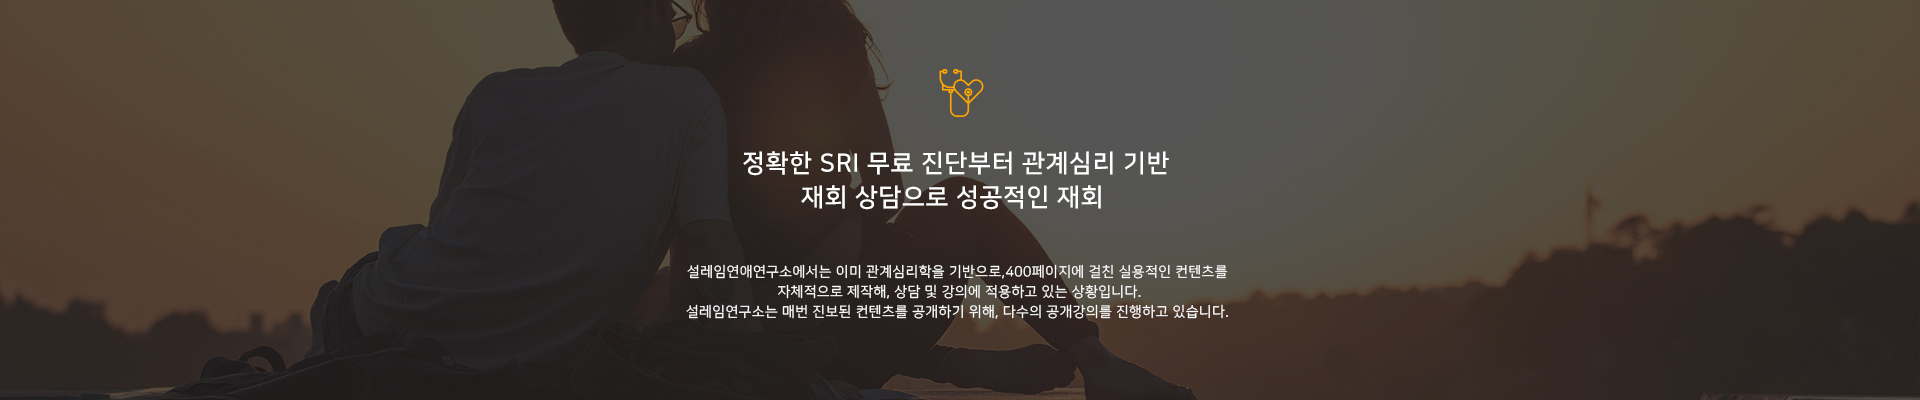 정확한 SRI 무료 진단부터 관계심리 기반
재회 상담으로 성공적인 재회
설레임연애연구소에서는 이미 관계심리학을 기반으로,400페이지에 걸친 실용적인 컨텐츠를
자체적으로 제작해, 상담 및 강의에 적용하고 있는 상황입니다.
설레임연구소는 매번 진보된 컨텐츠를 공개하기 위해, 다수의 공개강의를 진행하고 있습니다.